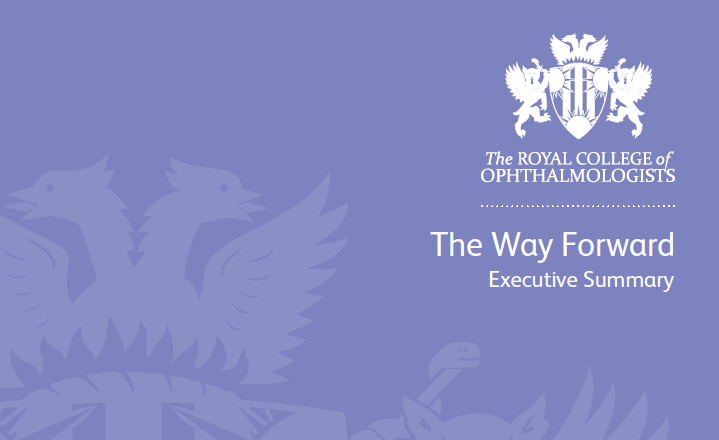 The ROYAL COLLEGE of
OPHTHALMOLOGISTS
The Way Forward
Executive Summary